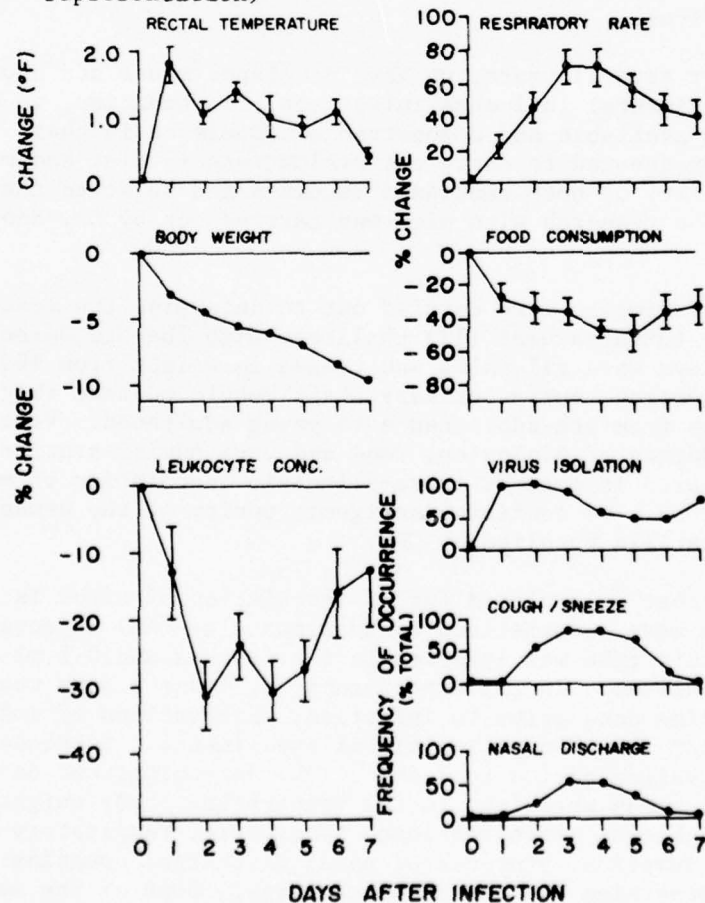 RECTAL TEMPERATURE
CHANGE (°F)
2.0
1.0
0
RESPIRATORY RATE
% CHANGE
100
80
60
40
20
0
BODY WEIGHT
% CHANGE
0
-5
-10
FOOD CONSUMPTION
0
-40
-60
-80
LEUKOCYTE CONC.
0
-10
-20
-30
-40
0 1 2 3 4 5 6 7
FREQUENCY OF OCCURRENCE
(% TOTAL)
VIRUS ISOLATION
100
50
0
COUGH / SNEEZE
100
50
0
NASAL DISCHARGE
100
50
0
0 1 2 3 4 5 6 7
DAYS AFTER INFECTION